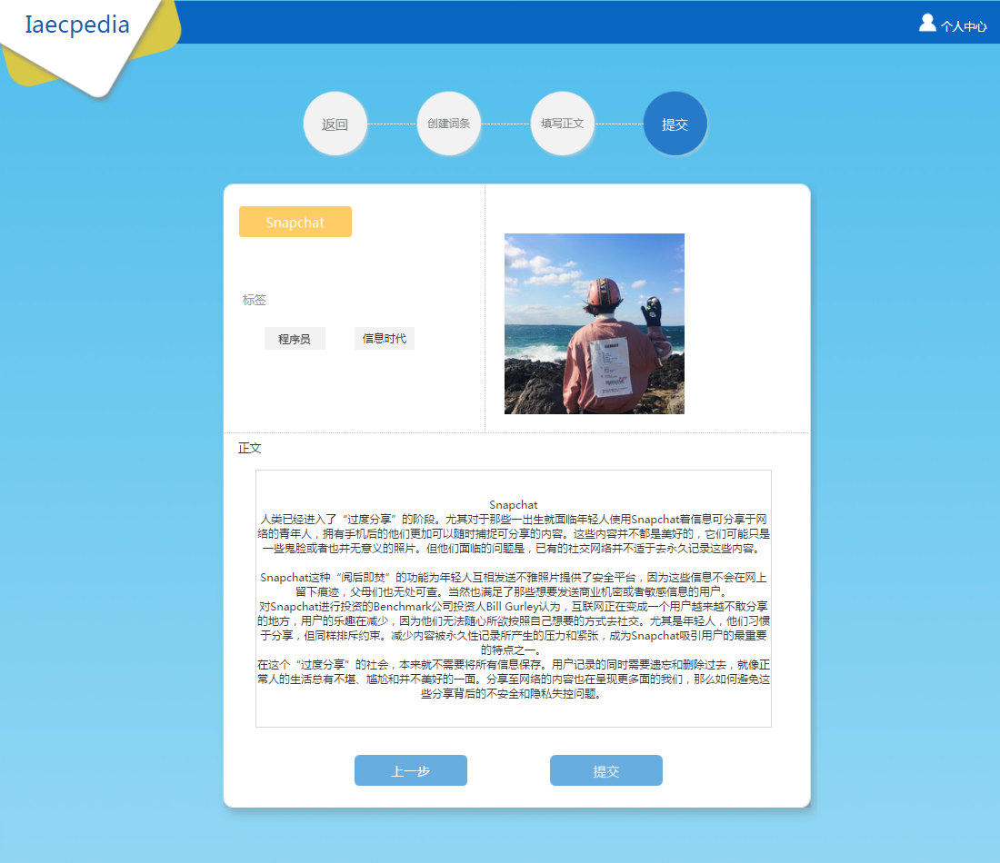 Iaecpedia
个人中心
返回
创建词条
填写正文
提交
Snapchat
标签
程序员
信息时代
正文
Snapchat
人类已经进入了“过度分享”的阶段。尤其对于那些一出生就面临年轻人使用Snapchat着信息可分享于网
络的青年人，拥有手机后的他们更加可以随时捕捉可分享的内容。这些内容并不都是美好的，它们可能只是
一些鬼脸或者也并无意义的照片。但他们面临的问题是，已有的社交网络并不适于去永久记录这些内容。
Snapchat这种“阅后即焚”的功能为年轻人互相发送不雅照片提供了安全平台，因为这些信息不会在网上
留下痕迹，父母们也无处可查。当然也满足了那些想要发送商业机密或者敏感信息的用户。
对Snapchat进行投资的Benchmark公司投资人Bill Gurley认为，互联网正在变成一个用户越来越不敢分享
的地方，用户的乐趣在减少，因为他们无法随心所欲按照自己想要的方式去社交。尤其是年轻人，他们习惯
于分享，但同样排斥约束。减少内容被永久性记录所产生的压力和紧张，成为Snapchat吸引用户的最重要
的特点之一。
在这个“过度分享”的社会，本来就不需要将所有信息保存。用户记录的同时需要遗忘和删除过去，就像正
常人的生活总有不堪、尴尬和并不美好的一面。分享至网络的内容也在呈现更多面的我们，那么如何避免这
些分享背后的不安全和隐私失控问题。
上一步
提交